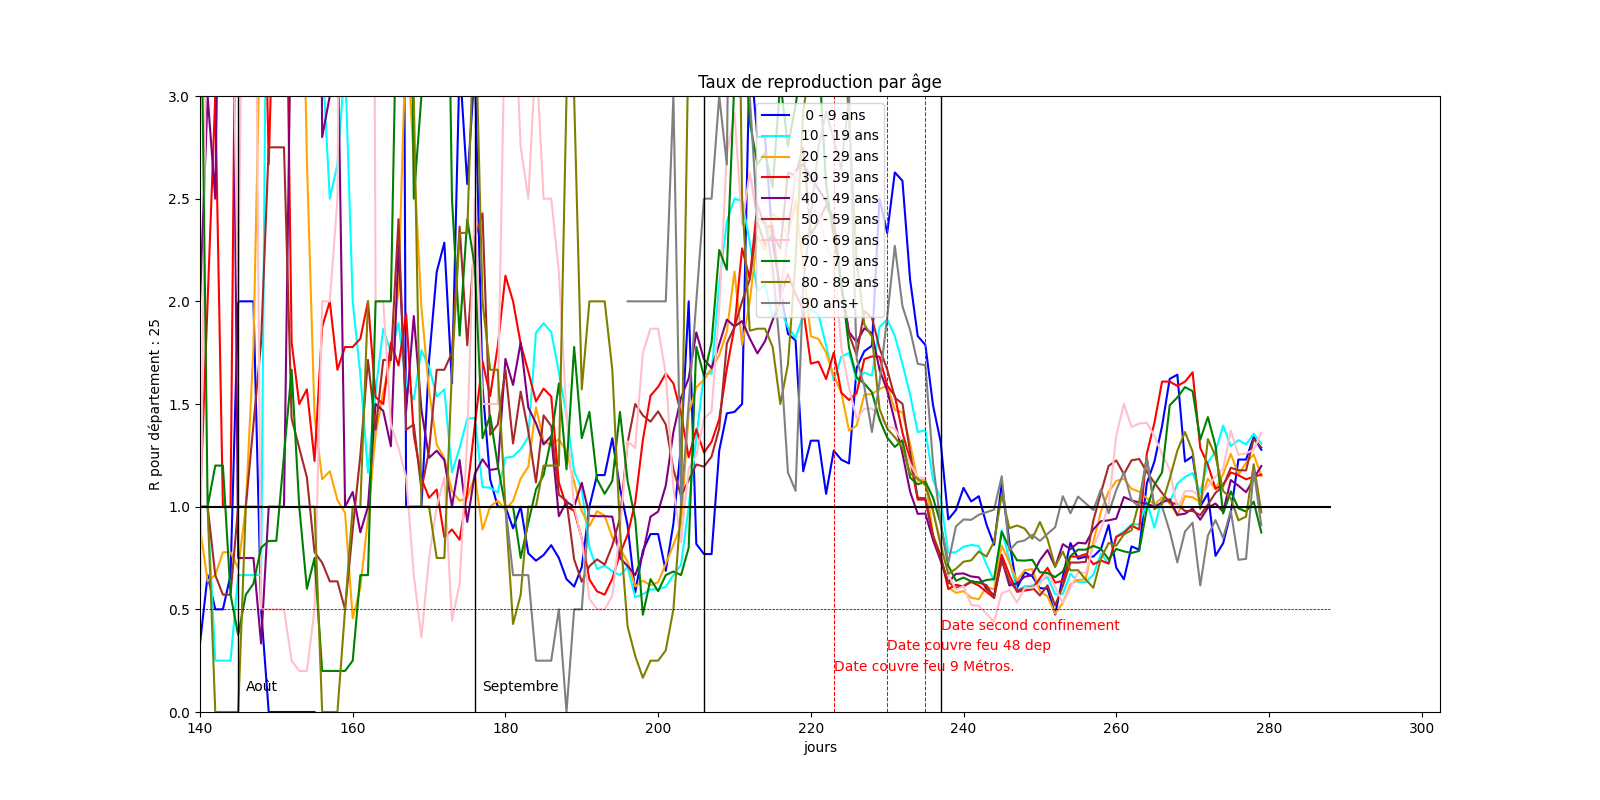 Taux de reproduction par âge
R pour département : 25
3.0
2.5
2.0
1.5
1.0
0.5
0.0
0 - 9 ans
10 - 19 ans
20 - 29 ans
30 - 39 ans
40 - 49 ans
50 - 59 ans
60 - 69 ans
70 - 79 ans
80 - 89 ans
90 ans+
Date second confinement
Date couvre feu 48 dep
Date couvre feu 9 Métros.
Août
Septembre
140
160
180
200
220
240
260
280
300
jours